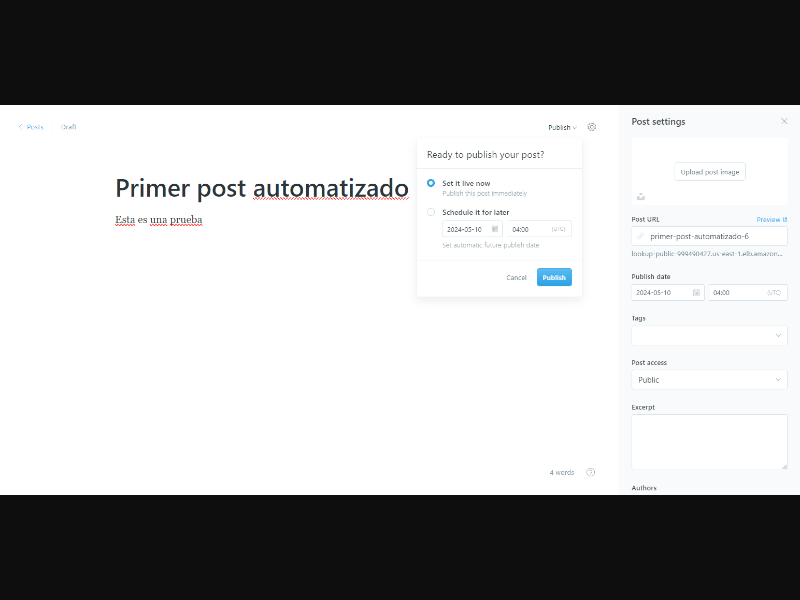 Posts
Draft
Publish
Primer post automatizado
Esta es una prueba
Ready to publish your post?
Set it live now
Publish this post immediately
Schedule it for later
2024-05-10
04:00
(UTC)
Set automatic future publish date
Cancel
Publish
4 words
Post settings
Upload post image
Post URL
Preview
primer-post-automatizado-6
lookup-public-999490427.us-east-1.elb.amazon...
Publish date
2024-05-10
04:00
(UTC)
Tags
Post access
Public
Excerpt
Authors